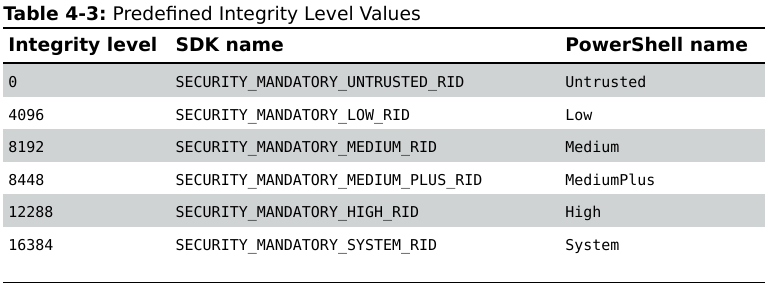 Table 4-3: Predefined Integrity Level Values
Integrity level SDK name PowerShell name
0 SECURITY_MANDATORY_UNTRUSTED_RID Untrusted
4096 SECURITY_MANDATORY_LOW_RID Low
8192 SECURITY_MANDATORY_MEDIUM_RID Medium
8448 SECURITY_MANDATORY_MEDIUM_PLUS_RID MediumPlus
12288 SECURITY_MANDATORY_HIGH_RID High
16384 SECURITY_MANDATORY_SYSTEM_RID System